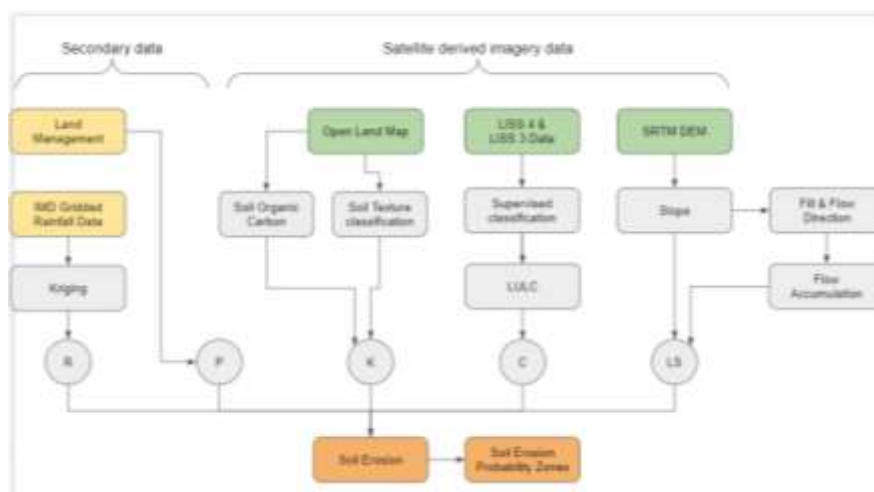 Secondary data
Satellite derived imagery data
Land
Management
Open Land Map
LISS 4 &
LISS 3 Data
SRTM DEM
IMD Gridded
Rainfall Data
Soil Organic
Carbon
Soil Texture
classification
Supervised
classification
Slope
Fill & Flow
Direction
Kriging
LULC
Flow
Accumulation
R
P
K
C
LS
Soil Erosion
Soil Erosion
Probability Zones